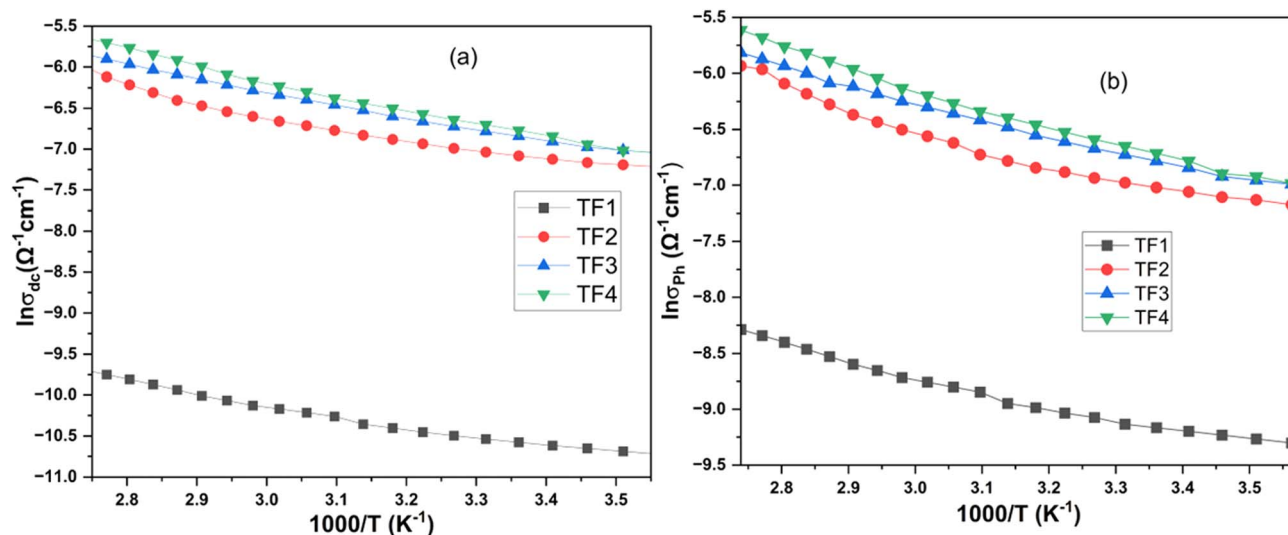 (a)
lnσdc(Ω-1cm-1)
−5.5
−6.0
−6.5
−7.0
−7.5
−8.0
−8.5
−9.0
−9.5
−10.0
−10.5
−11.0
TF1
TF2
TF3
TF4
2.8 2.9 3.0 3.1 3.2 3.3 3.4 3.5
1000/T (K-1)
(b)
lnσPh (Ω-1cm-1)
−5.5
−6.0
−6.5
−7.0
−7.5
−8.0
−8.5
−9.0
−9.5
TF1
TF2
TF3
TF4
2.8 2.9 3.0 3.1 3.2 3.3 3.4 3.5
1000/T (K-1)